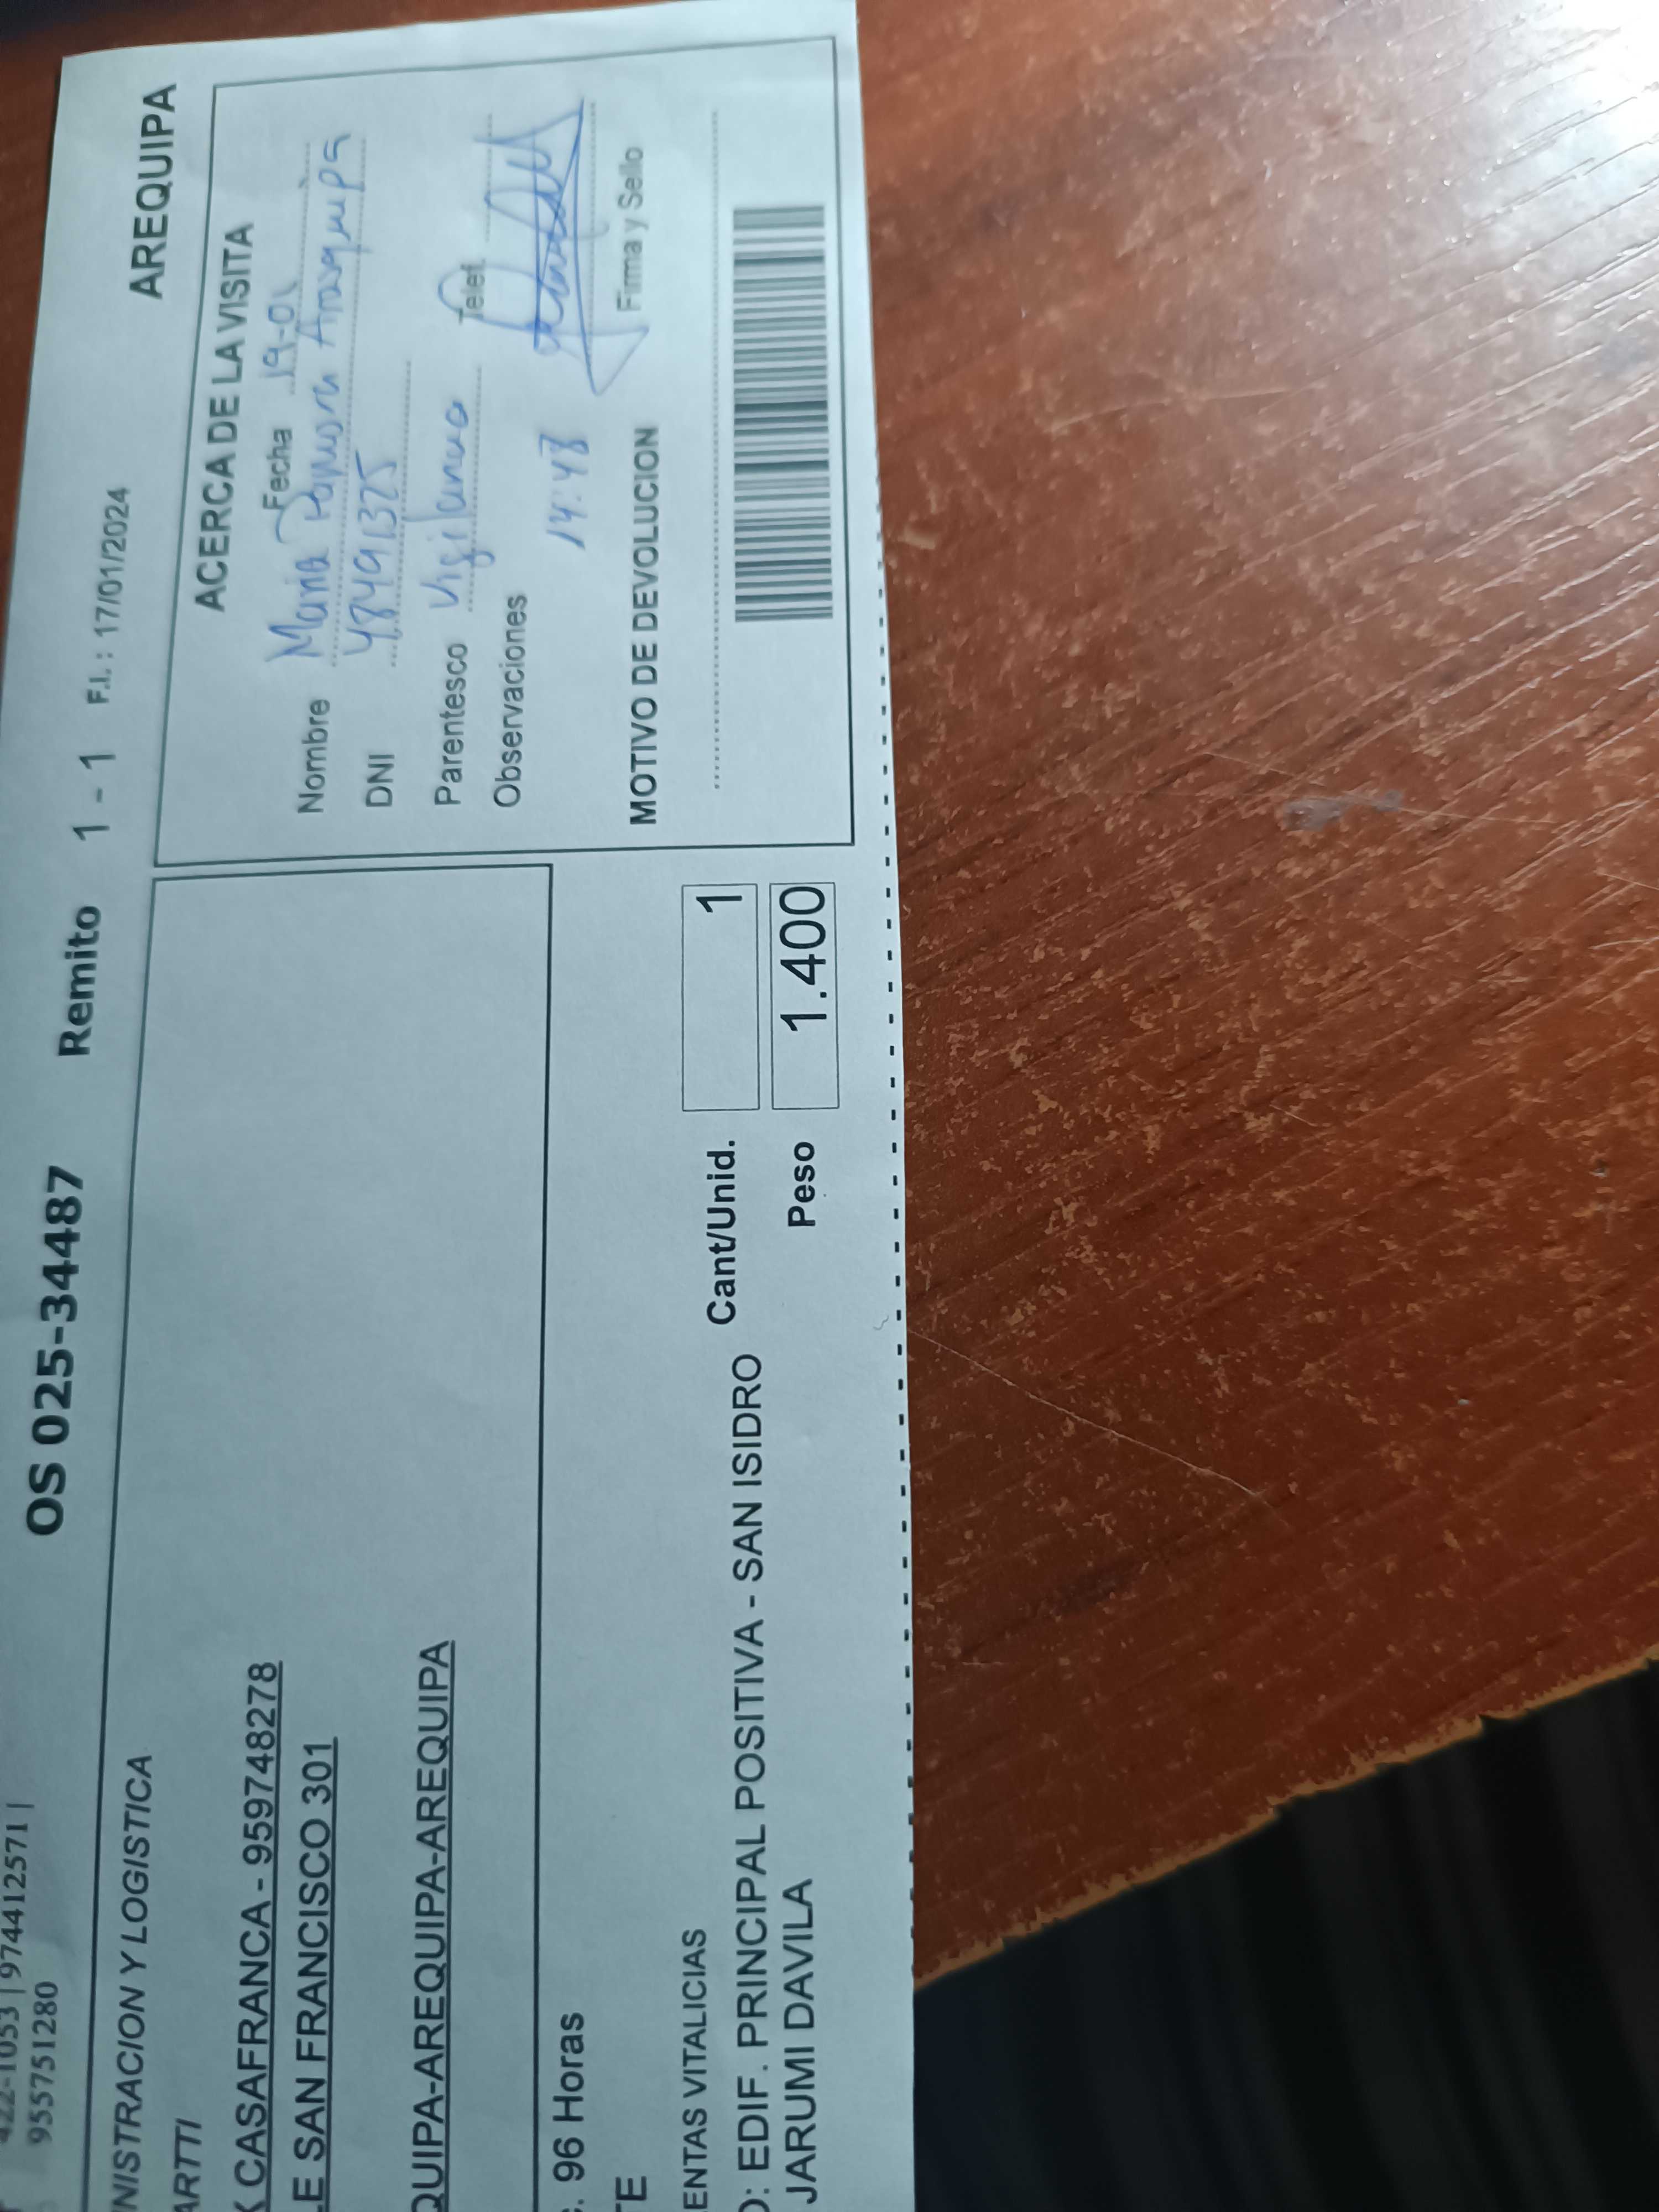 422-1053 | 974412571 |
955751280
OS 025-34487 Remito 1 - 1 F.I.: 17/01/2024
AREQUIPA
NISTRACION Y LOGISTICA
ARTTI
CASAFRANCA - 959748278
E SAN FRANCISCO 301
QUIPA-AREQUIPA-AREQUIPA
. 96 Horas
TE
ENTAS VITALICIAS
O: EDIF. PRINCIPAL POSITIVA - SAN ISIDRO
JARUMI DAVILA
Cant/Unid. 1
Peso 1.400
ACERCA DE LA VISITA
Fecha 19-01
Nombre Maria
DNI 48491325
Parentesco Vigilancia Telef.
Observaciones
14:48
Firma y Sello
MOTIVO DE DEVOLUCION